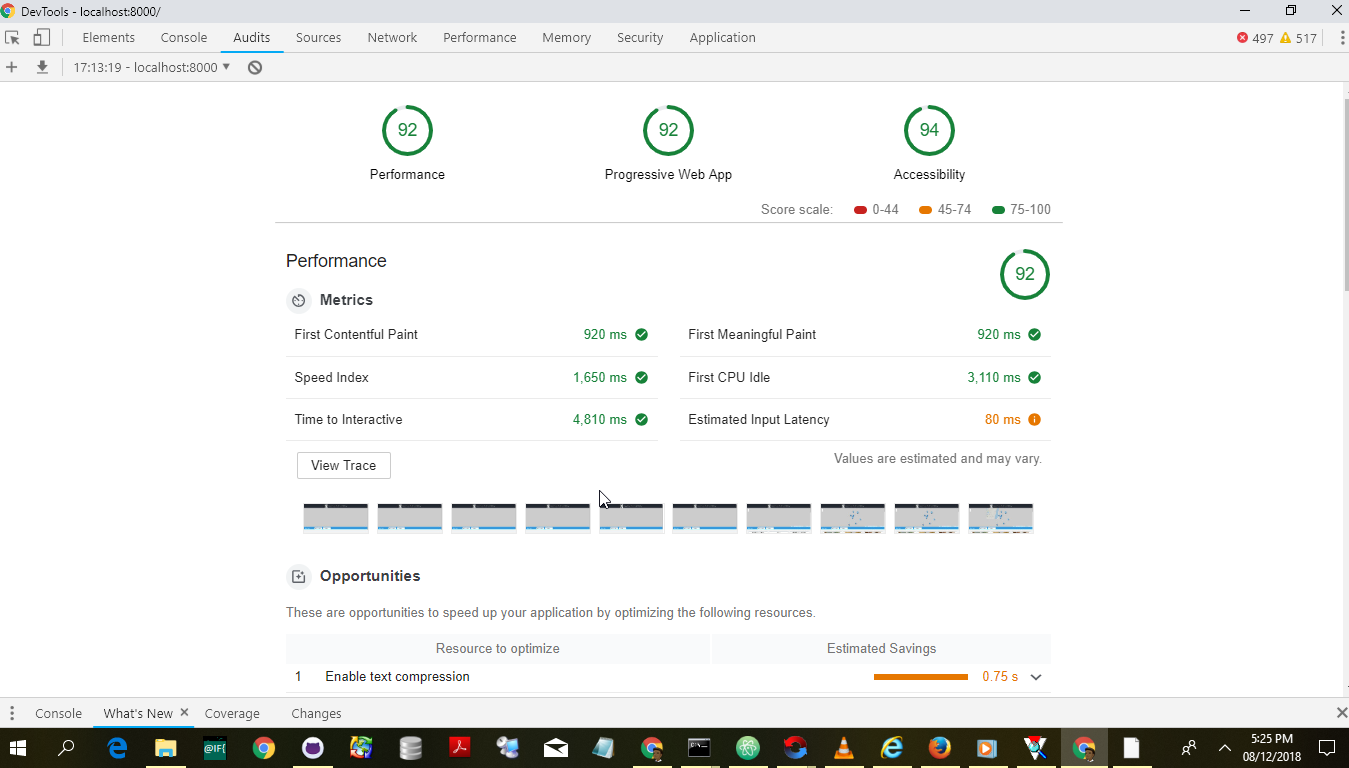 DevTools - localhost:8000/
Elements Console Audits Sources Network Performance Memory Security Application 497 517
17:13:19 - localhost:8000
92 92 94
Performance Progressive Web App Accessibility
Score scale: 0-44 45-74 75-100
Performance 92
Metrics
First Contentful Paint 920 ms First Meaningful Paint 920 ms
Speed Index 1,650 ms First CPU Idle 3,110 ms
Time to Interactive 4,810 ms Estimated Input Latency 80 ms
View Trace Values are estimated and may vary.
Opportunities
These are opportunities to speed up your application by optimizing the following resources.
Resource to optimize Estimated Savings
1 Enable text compression 0.75 s
Console What's New Coverage Changes
@IF{
5:25 PM
08/12/2018